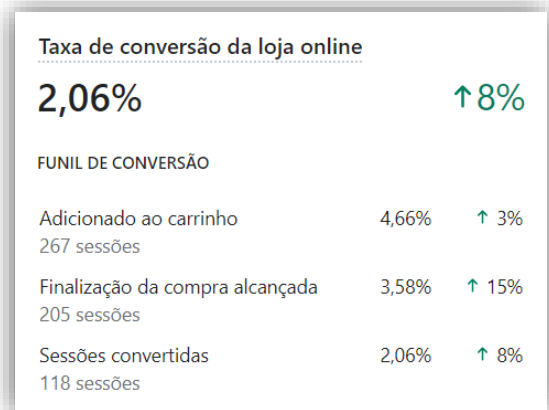 Taxa de conversão da loja online
2,06% ↑8%
FUNIL DE CONVERSÃO
Adicionado ao carrinho 4,66% ↑ 3%
267 sessões
Finalização da compra alcançada 3,58% ↑ 15%
205 sessões
Sessões convertidas 2,06% ↑ 8%
118 sessões